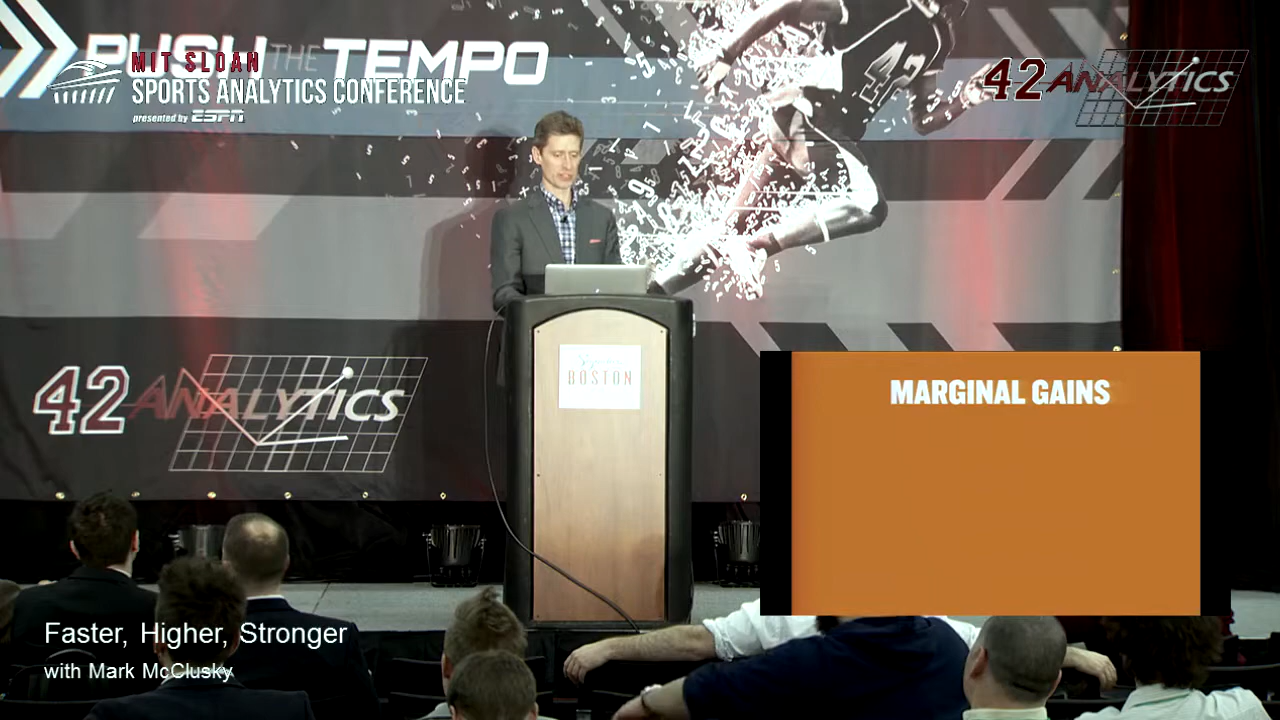 PUSH THE TEMPO
MIT SLOAN
SPORTS ANALYTICS CONFERENCE
presented by ESPN
42 ANALYTICS
42
42 ANALYTICS
BOSTON
MARGINAL GAINS
Faster, Higher, Stronger
with Mark McClusky